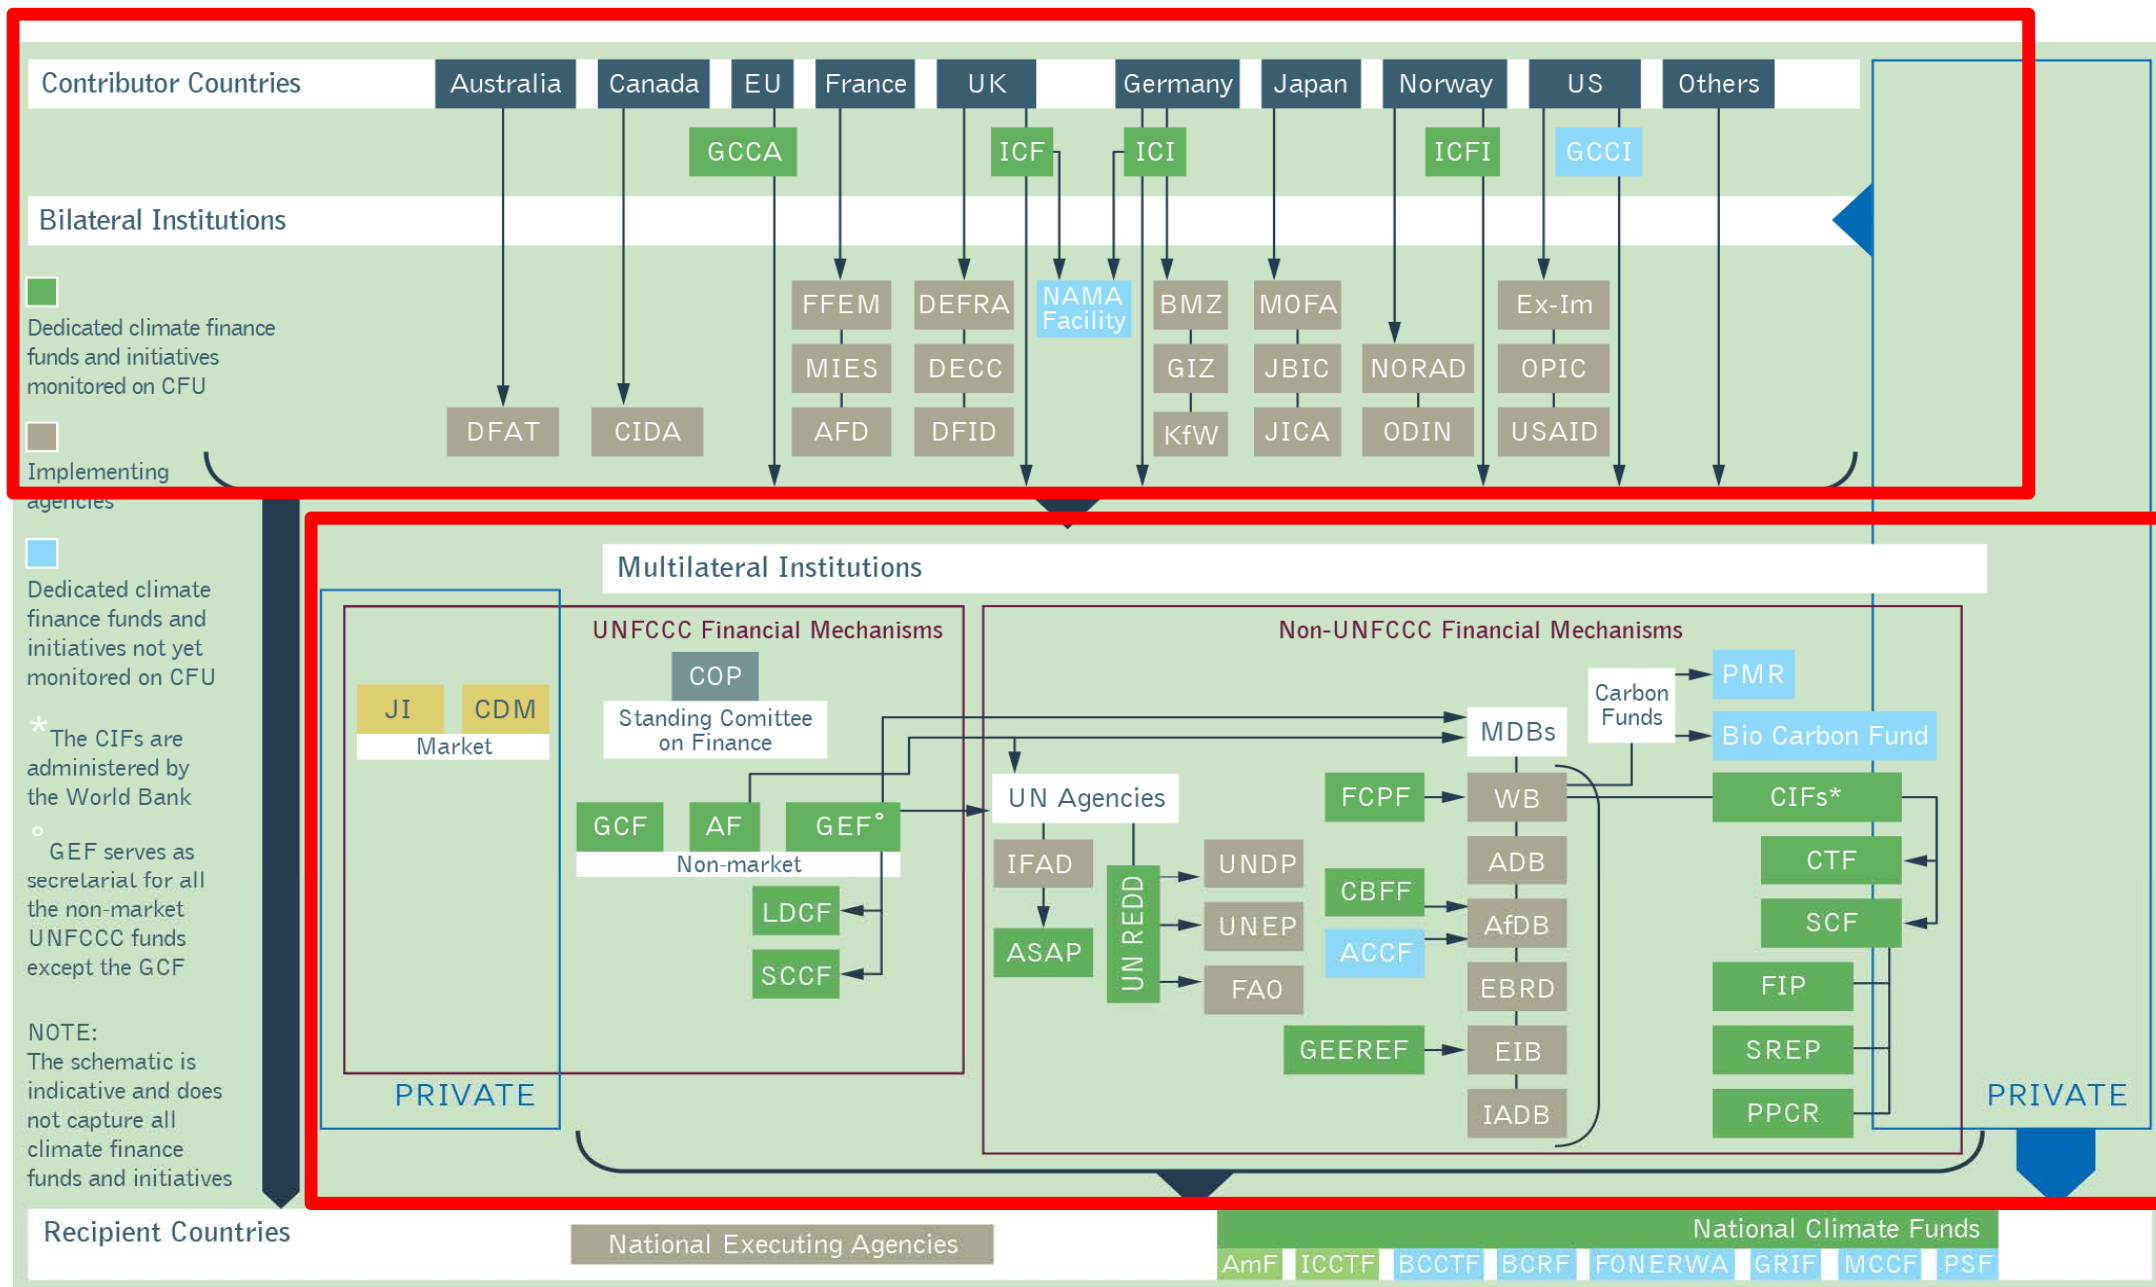 Contributor Countries
Australia
Canada
EU
France
UK
Germany
Japan
Norway
US
Others
GCCA
ICF
ICI
ICFI
GCCI
Bilateral Institutions
Dedicated climate finance
funds and initiatives
monitored on CFU
Implementing
agencies
Dedicated climate
finance funds and
initiatives not yet
monitored on CFU
*The CIFs are
administered by
the World Bank
° GEF serves as
secretarial for all
the non-market
UNFCCC funds
except the GCF
NOTE:
The schematic is
indicative and does
not capture all
climate finance
funds and initiatives
FFEM
DEFRA
NAMA
Facility
BMZ
MOFA
Ex-Im
MIES
DECC
GIZ
JBIC
NORAD
OPIC
DFAT
CIDA
AFD
DFID
KfW
JICA
ODIN
USAID
Multilateral Institutions
UNFCCC Financial Mechanisms
COP
Standing Comittee
on Finance
JI
CDM
Market
GCF
AF
GEF°
Non-market
LDCF
SCCF
PRIVATE
Non-UNFCCC Financial Mechanisms
UN Agencies
IFAD
ASAP
UN REDD
UNDP
UNEP
FAO
MDBs
FCPF
WB
ADB
CBFF
AfDB
ACCF
EBRD
GEEREF
EIB
IADB
Carbon
Funds
PMR
Bio Carbon Fund
CIFs*
CTF
SCF
FIP
SREP
PPCR
PRIVATE
Recipient Countries
National Executing Agencies
National Climate Funds
AmF
ICCTF
BCCTF
BCRF
FONERWA
GRIF
MCCF
PSF